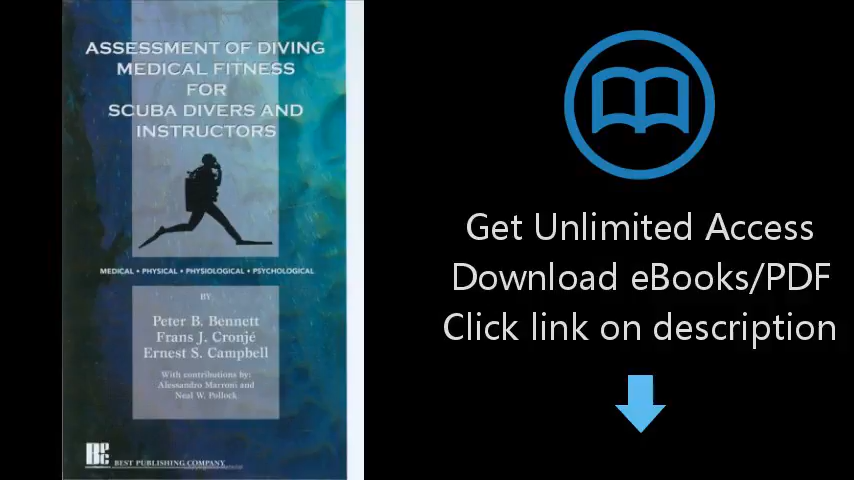 ASSESSMENT OF DIVING
MEDICAL FITNESS
FOR
SCUBA DIVERS AND
INSTRUCTORS
MEDICAL • PHYSICAL • PHYSIOLOGICAL • PSYCHOLOGICAL
BY:
Peter B. Bennett
Frans J. Cronjé
Ernest S. Campbell
With contributions by:
Alessandro Marroni and
Neal W. Pollock
BEST PUBLISHING COMPANY
Get Unlimited Access
Download eBooks/PDF
Click link on description